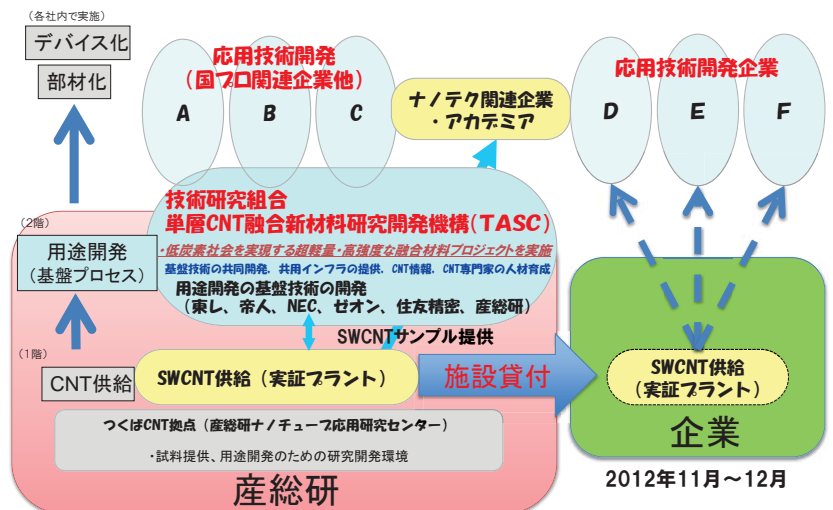 (各社内で実施)
デバイス化
部材化
応用技術開発
(国プロ関連企業他)
A
B
C
ナノテク関連企業
・アカデミア
応用技術開発企業
D
E
F
技術研究組合
単層CNT融合新材料研究開発機構(TASC)
・低炭素社会を実現する超軽量・高強度な融合材料プロジェクトを実施
基盤技術の共同開発、共用インフラの提供、CNT情報、CNT専門家の人材育成
用途開発の基盤技術の開発
(東レ、帝人、NEC、ゼオン、住友精密、産総研)
(2階)
用途開発
(基盤プロセス)
SWCNTサンプル提供
(1階)
CNT供給
SWCNT供給(実証プラント)
施設貸付
SWCNT供給
(実証プラント)
つくばCNT拠点(産総研ナノチューブ応用研究センター)
・試料提供、用途開発のための研究開発環境
産総研
企業
2012年11月～12月